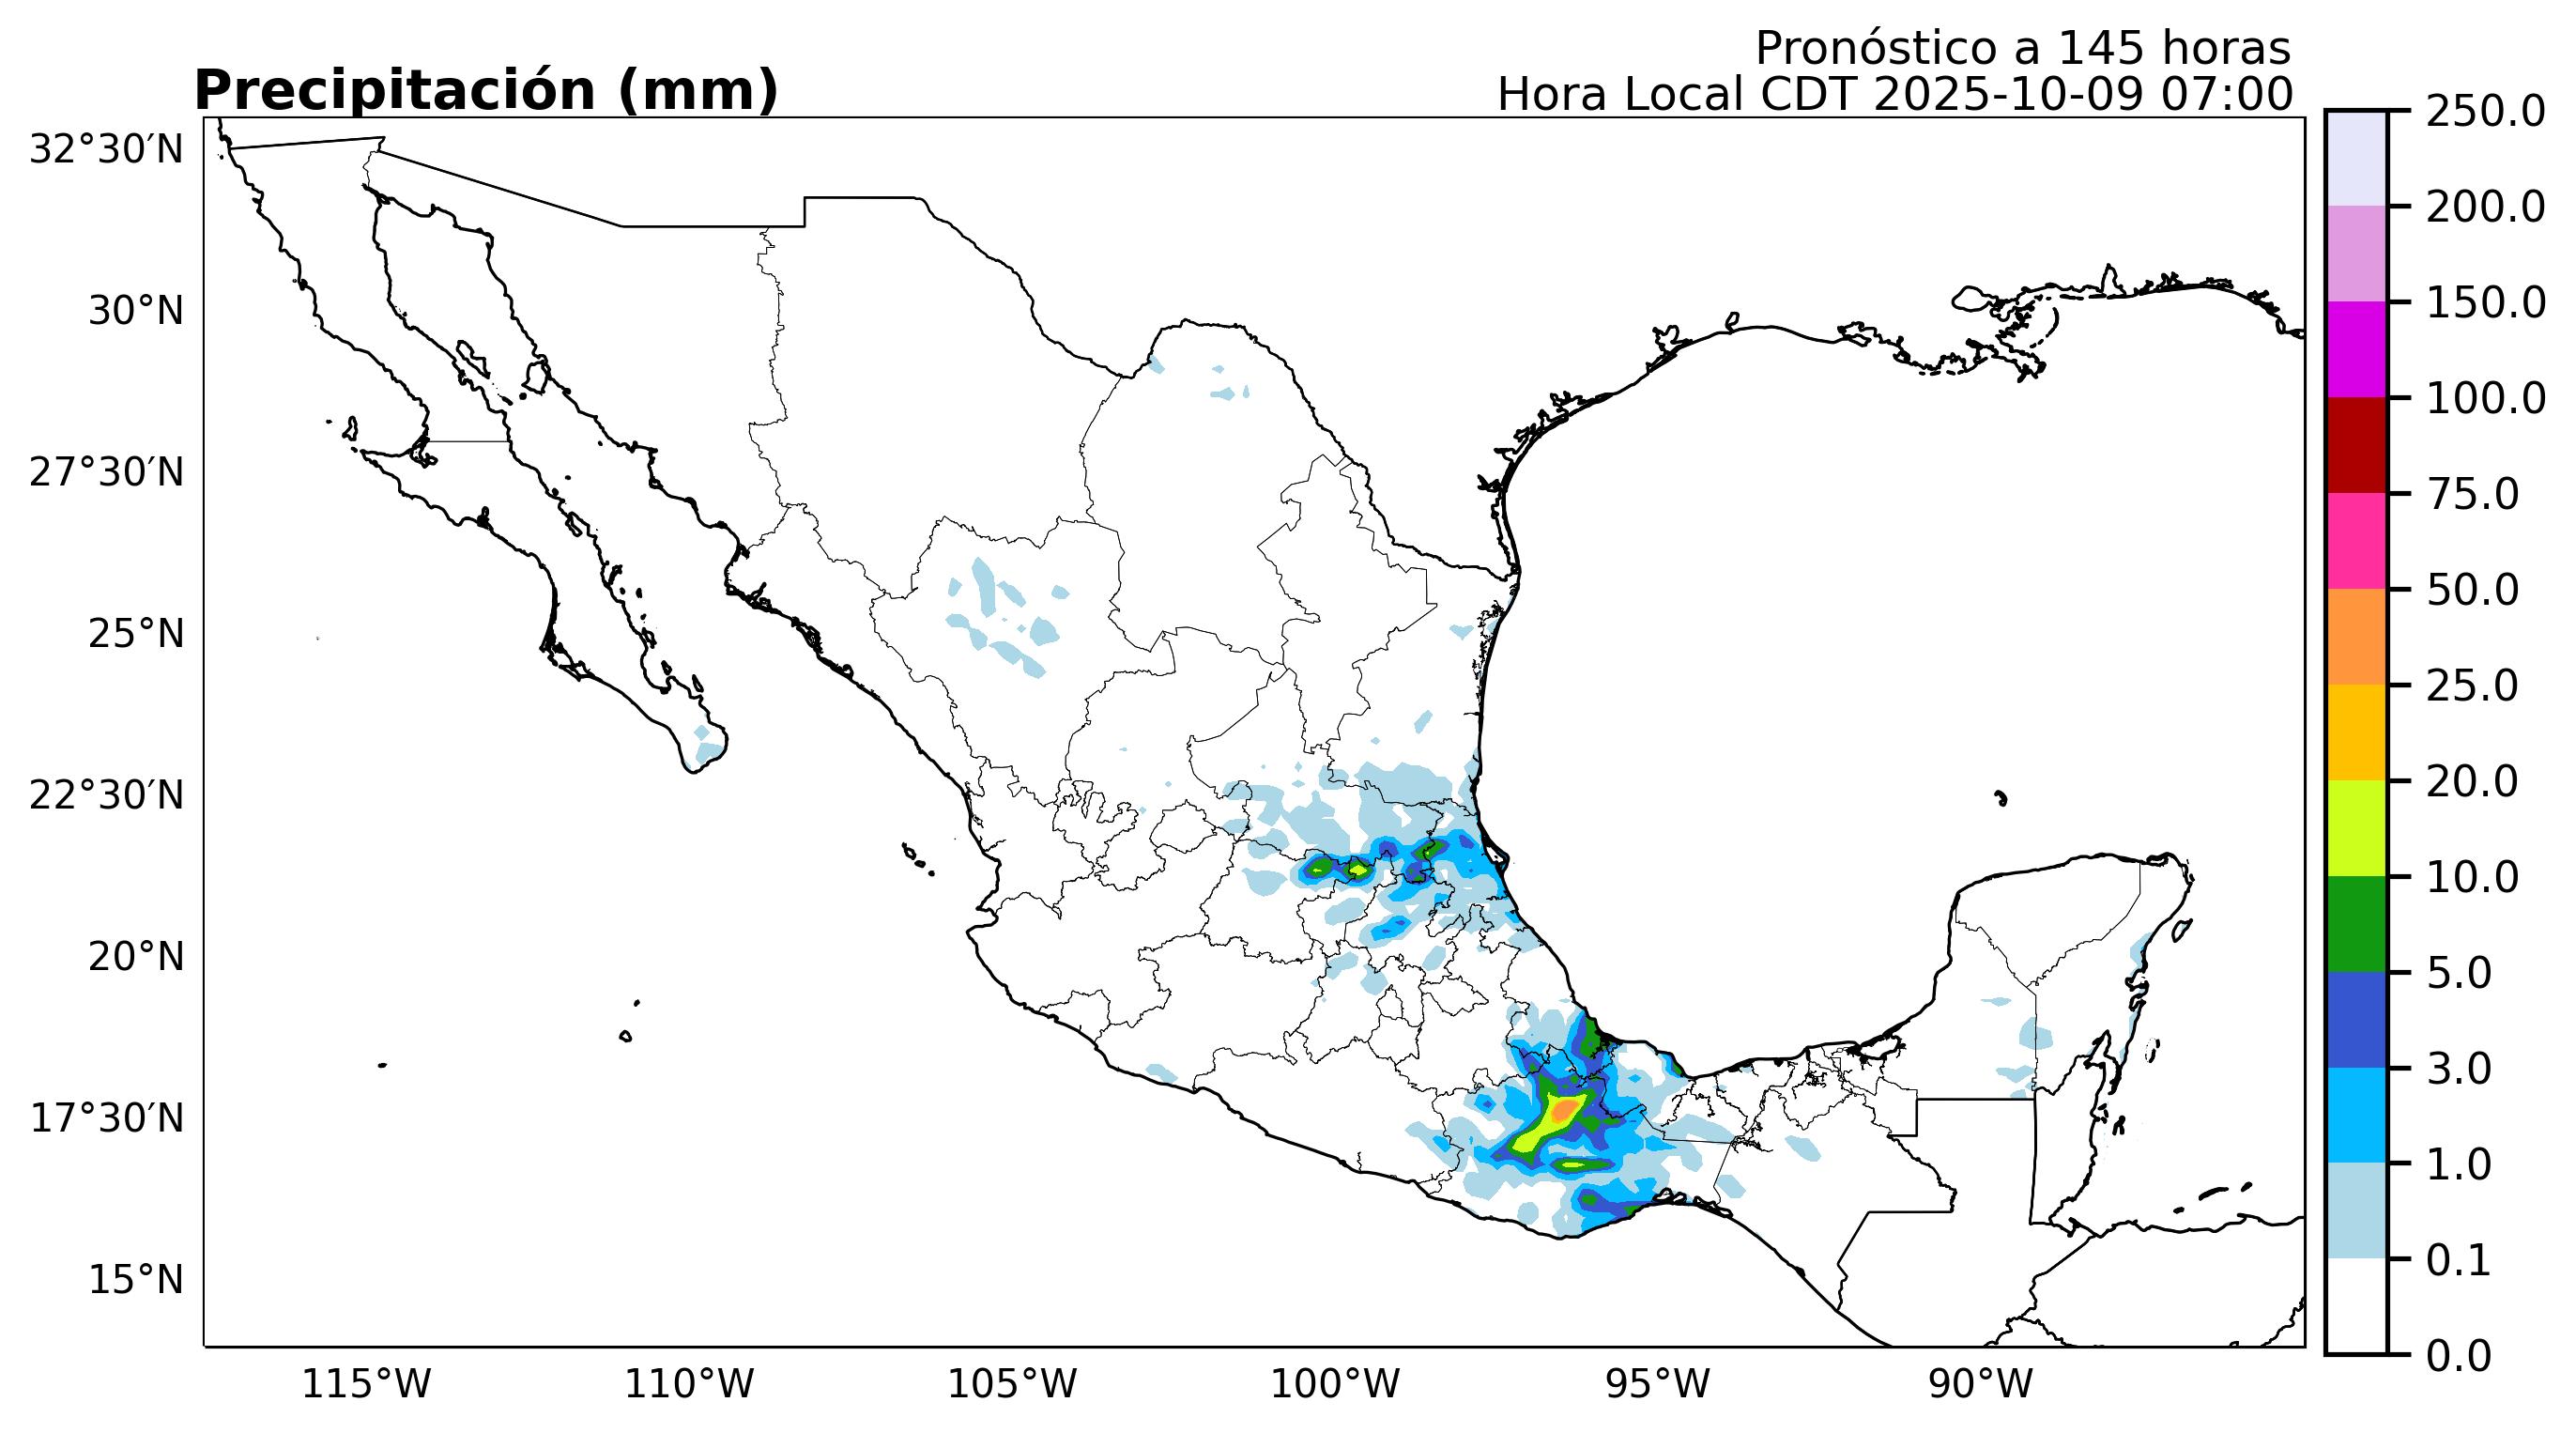 Pronóstico a 145 horas
Precipitación (mm)
Hora Local CDT 2025-10-09 07:00
32°30′N
30°N
27°30′N
25°N
22°30′N
20°N
17°30′N
15°N
115°W
110°W
105°W
100°W
95°W
90°W
250.0
200.0
150.0
100.0
75.0
50.0
25.0
20.0
10.0
5.0
3.0
1.0
0.1
0.0